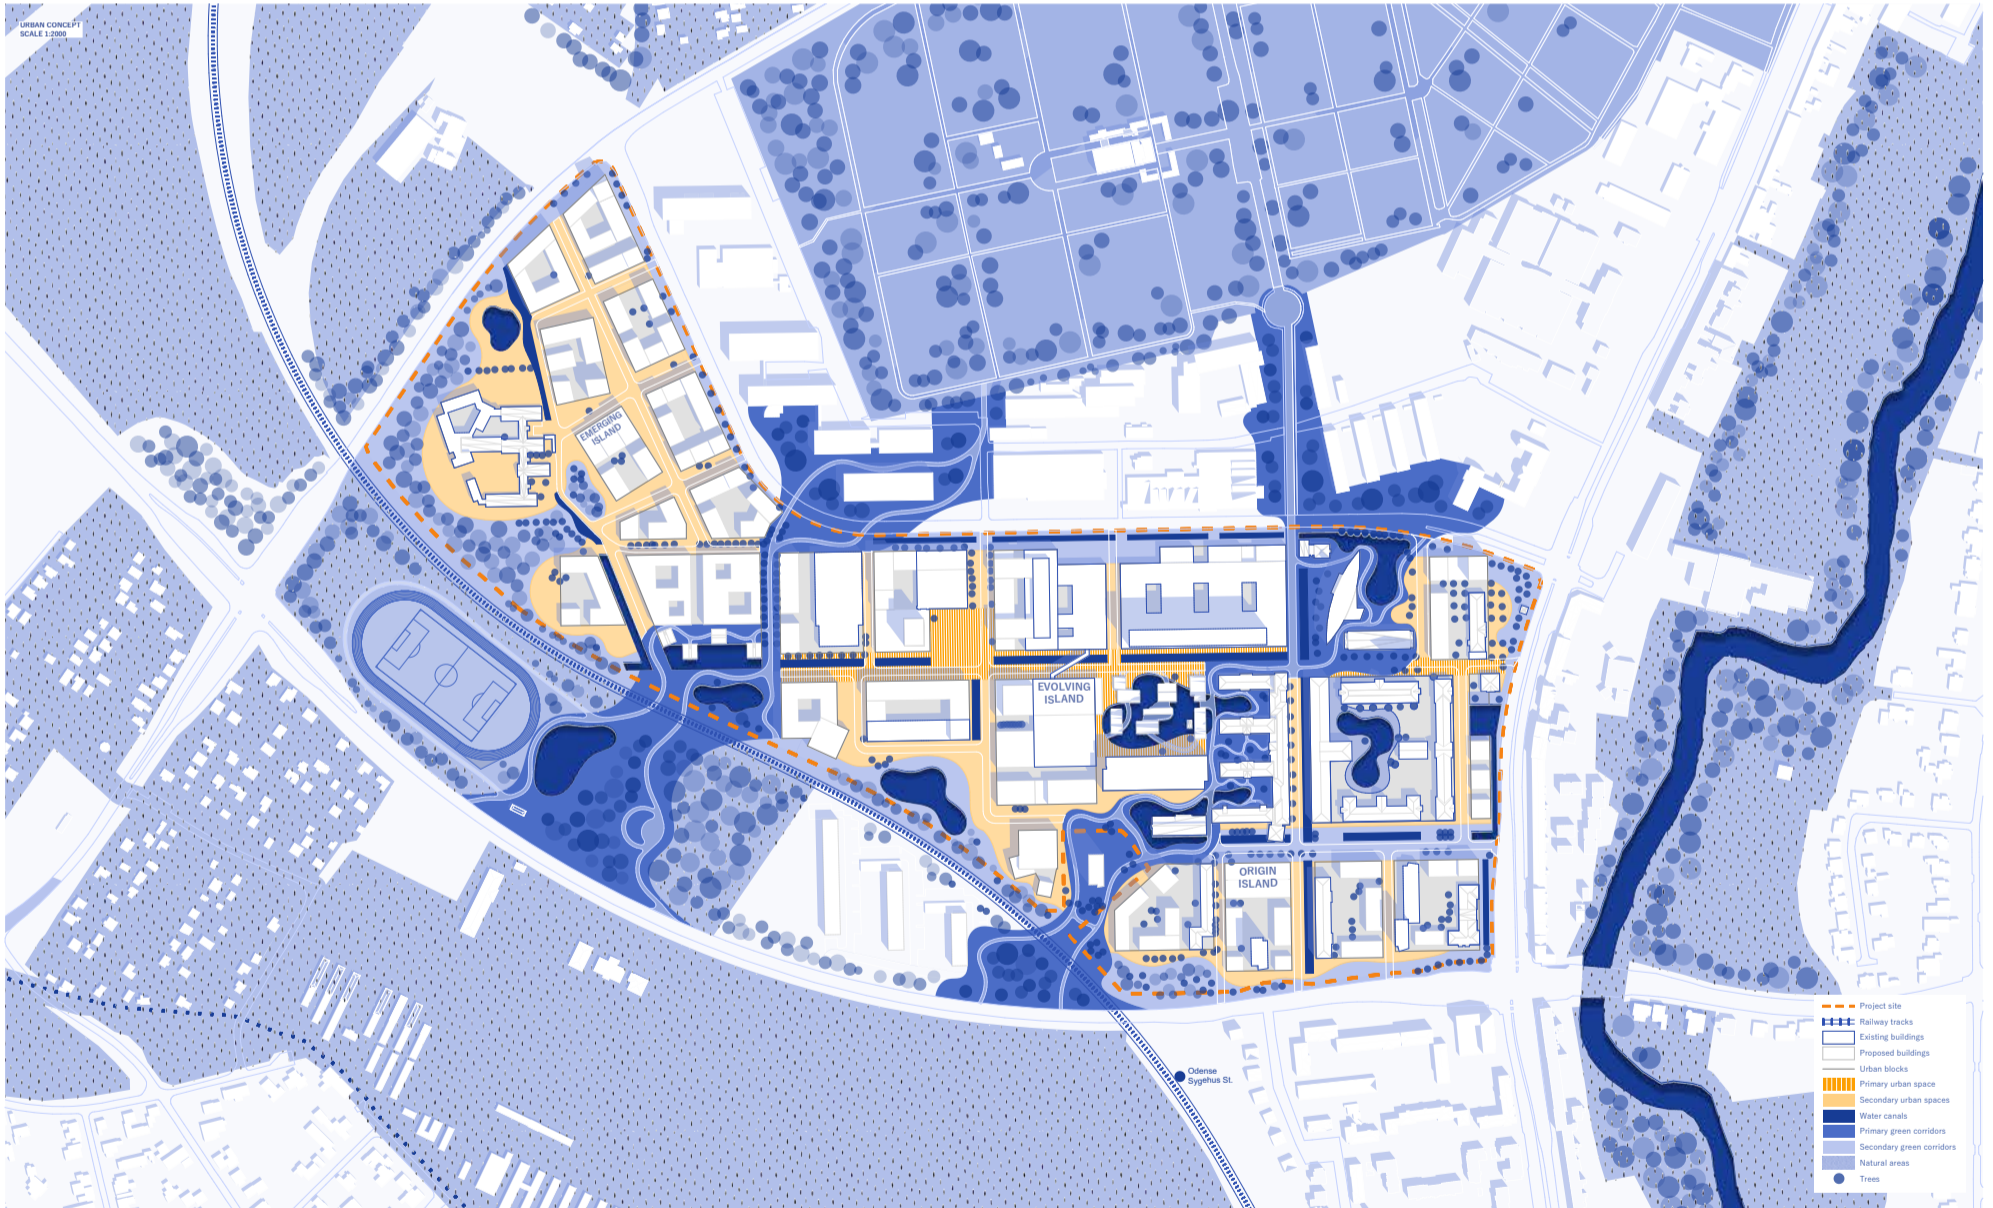 URBAN CONCEPT
SCALE 1:2000
EMERGING
ISLAND
EVOLVING
ISLAND
ORIGIN
ISLAND
Odense
Sygehus St.
Project site
Railway tracks
Existing buildings
Proposed buildings
Urban blocks
Primary urban space
Secondary urban spaces
Water canals
Primary green corridors
Secondary green corridors
Natural areas
Trees